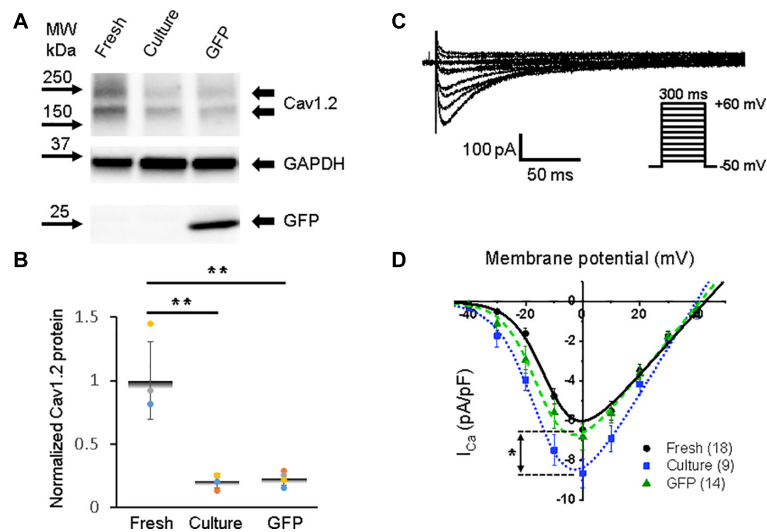 A
MW
kDa
Fresh
Culture
GFP
250
150
Cav1.2
37
GAPDH
25
GFP
B
**
**
Normalized Cav1.2 protein
1.5
1
0.5
0
Fresh
Culture
GFP
C
100 pA
50 ms
300 ms
+60 mV
-50 mV
D
Membrane potential (mV)
-40
-20
0
20
40
0
-2
-4
-6
-8
-10
I_Ca (pA/pF)
*
Fresh (18)
Culture (9)
GFP (14)